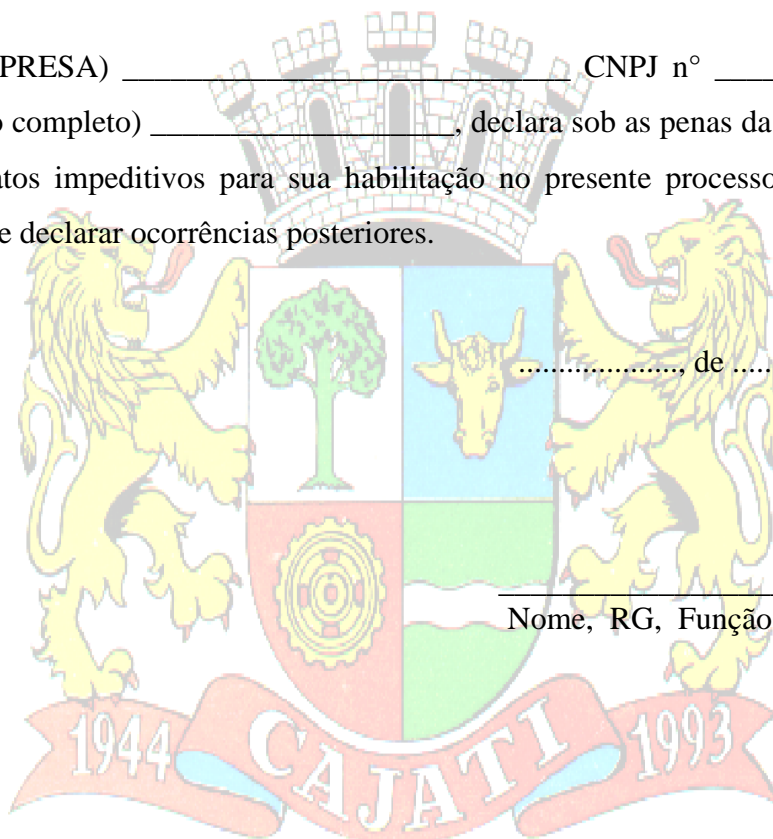 PRESA) ____________________________ CNPJ n° ____
o completo) ___________________, declara sob as penas da
atos impeditivos para sua habilitação no presente processo
e declarar ocorrências posteriores.
...................., de .....
__________________
Nome, RG, Função
1944 CAJATI 1993